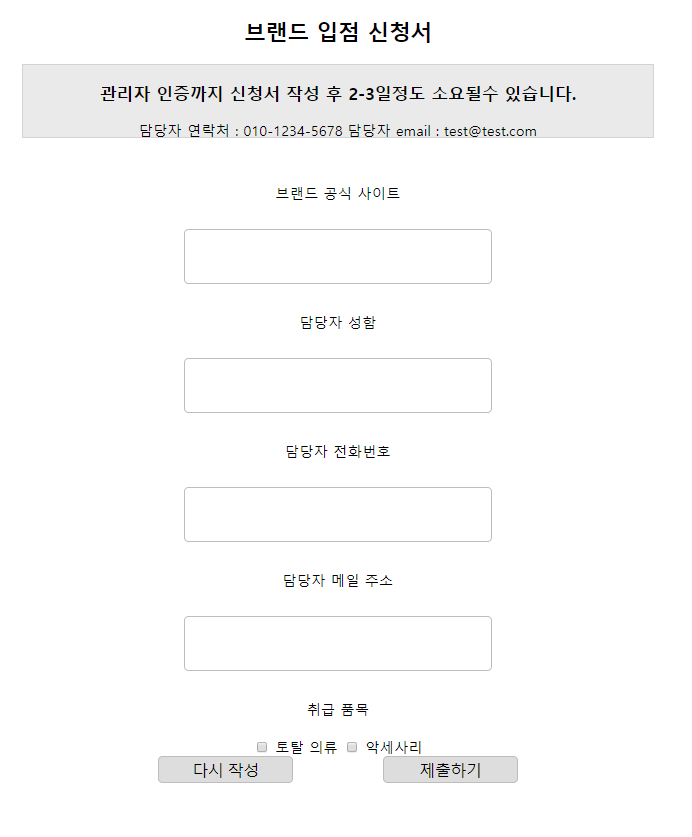 브랜드 입점 신청서
관리자 인증까지 신청서 작성 후 2-3일정도 소요될수 있습니다.
담당자 연락처 : 010-1234-5678 담당자 email : test@test.com
브랜드 공식 사이트
담당자 성함
담당자 전화번호
담당자 메일 주소
취급 품목
토탈 의류 악세사리
다시 작성 제출하기